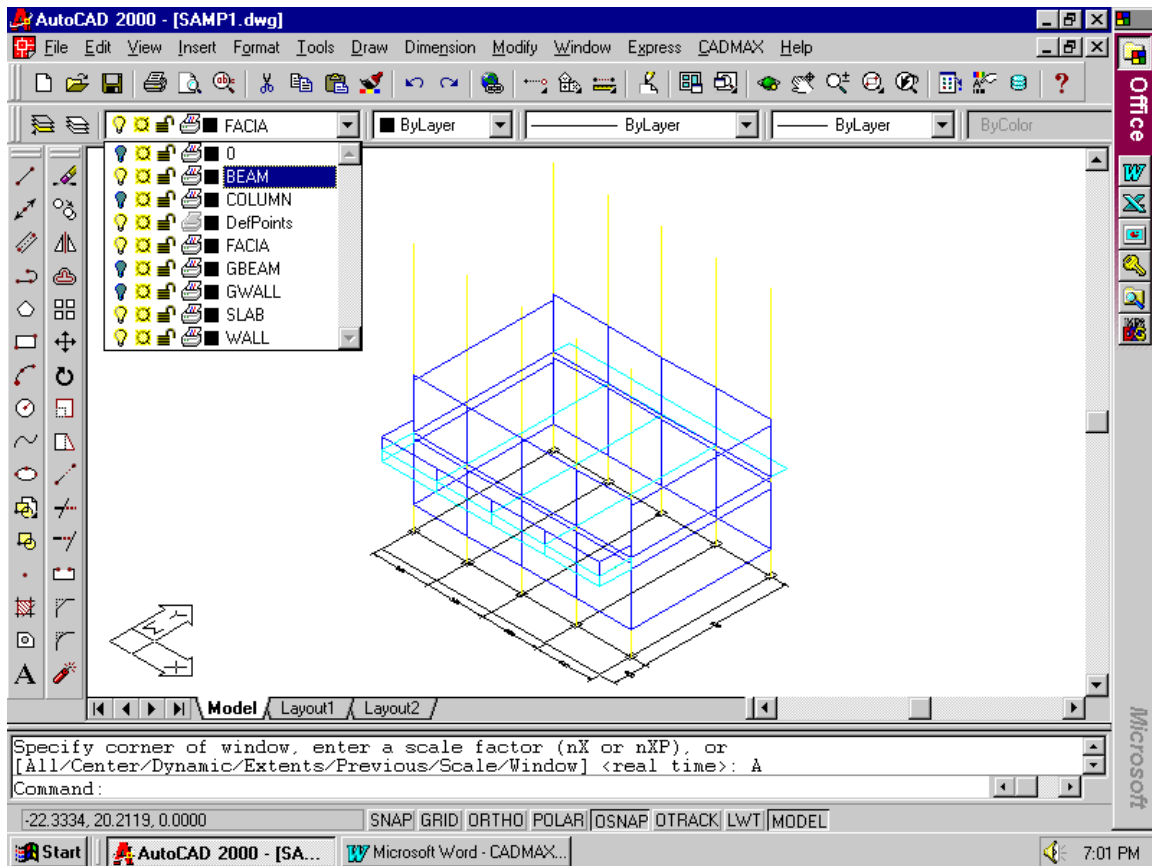 AutoCAD 2000 - [SAMP1.dwg]
File Edit View Insert Format Tools Draw Dimension Modify Window Express CADMAX Help
Office
FACIA ByLayer ByLayer ByLayer ByColor
0
BEAM
COLUMN
DefPoints
FACIA
GBEAM
GWALL
SLAB
WALL
A
Model Layout1 Layout2
Specify corner of window, enter a scale factor (nX or nXP), or
[All/Center/Dynamic/Extents/Previous/Scale/Window] <real time>: A
Command:
Microsoft
-22.3334, 20.2119, 0.0000 SNAP GRID ORTHO POLAR OSNAP OTRACK LWT MODEL
Start AutoCAD 2000 - [SA... Microsoft Word - CADMAX... 7:01 PM